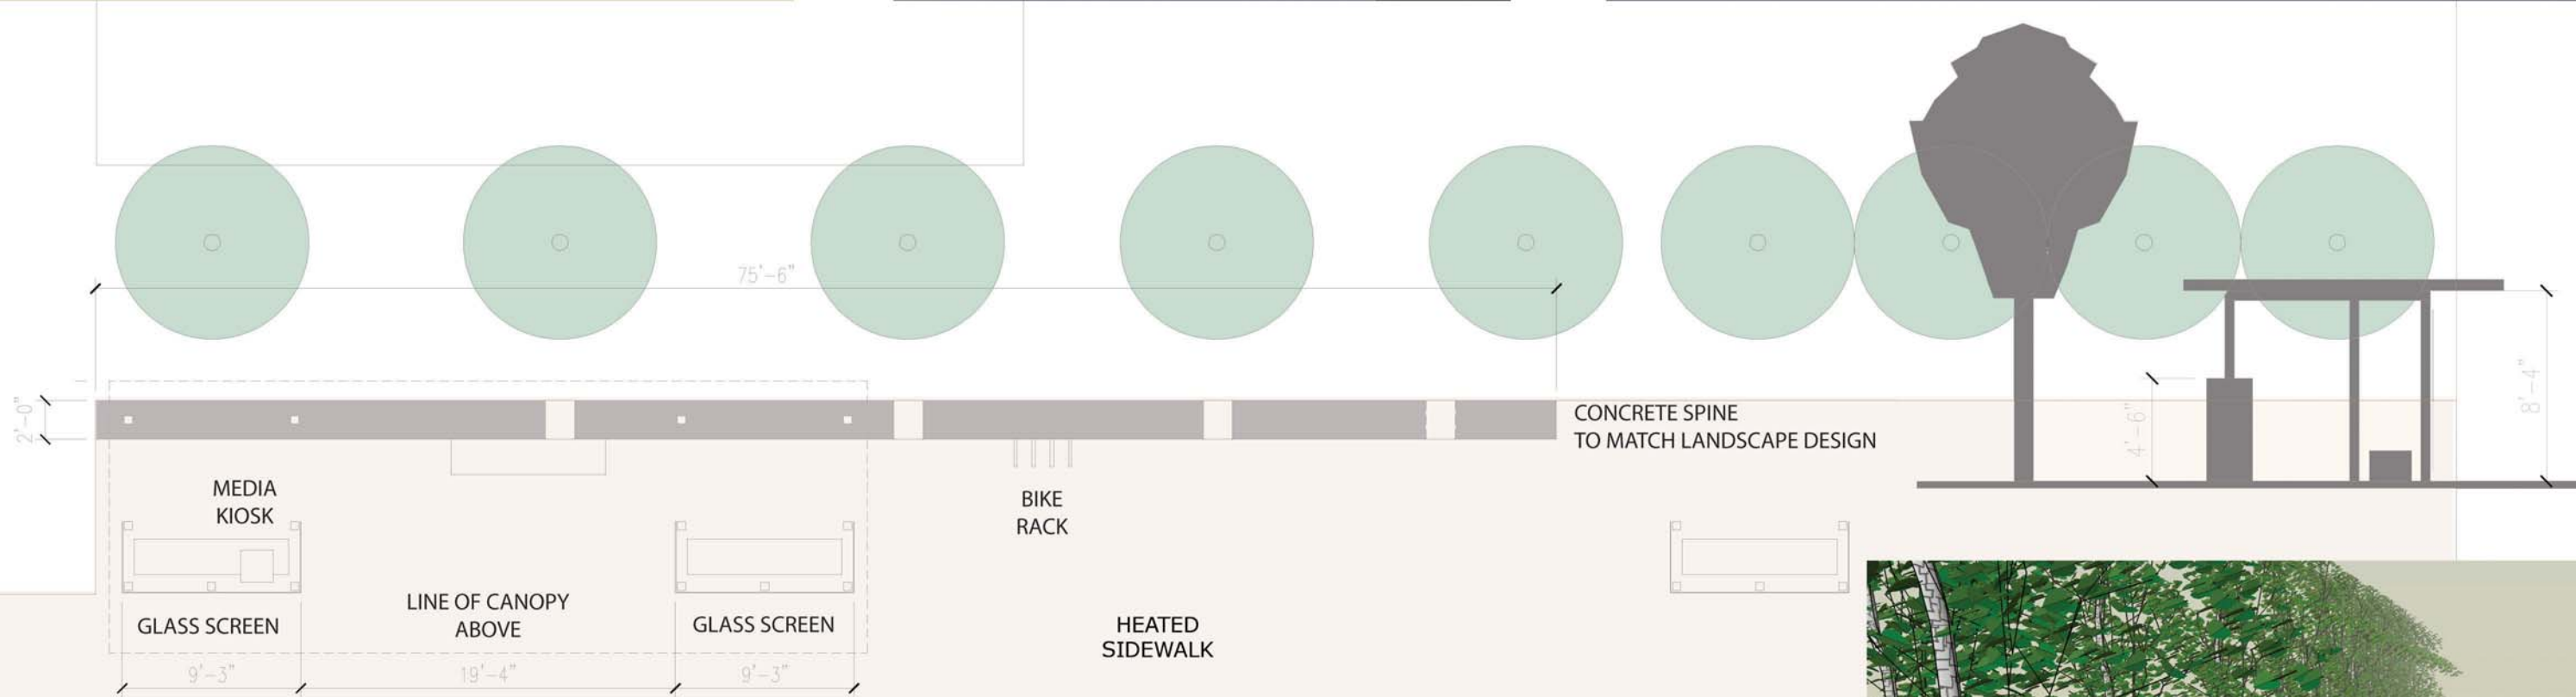 75'-6"
2'-0"
CONCRETE SPINE
TO MATCH LANDSCAPE DESIGN
8'-4"
4'-6"
MEDIA
KIOSK
BIKE
RACK
LINE OF CANOPY
ABOVE
GLASS SCREEN
GLASS SCREEN
HEATED
SIDEWALK
9'-3"
19'-4"
9'-3"